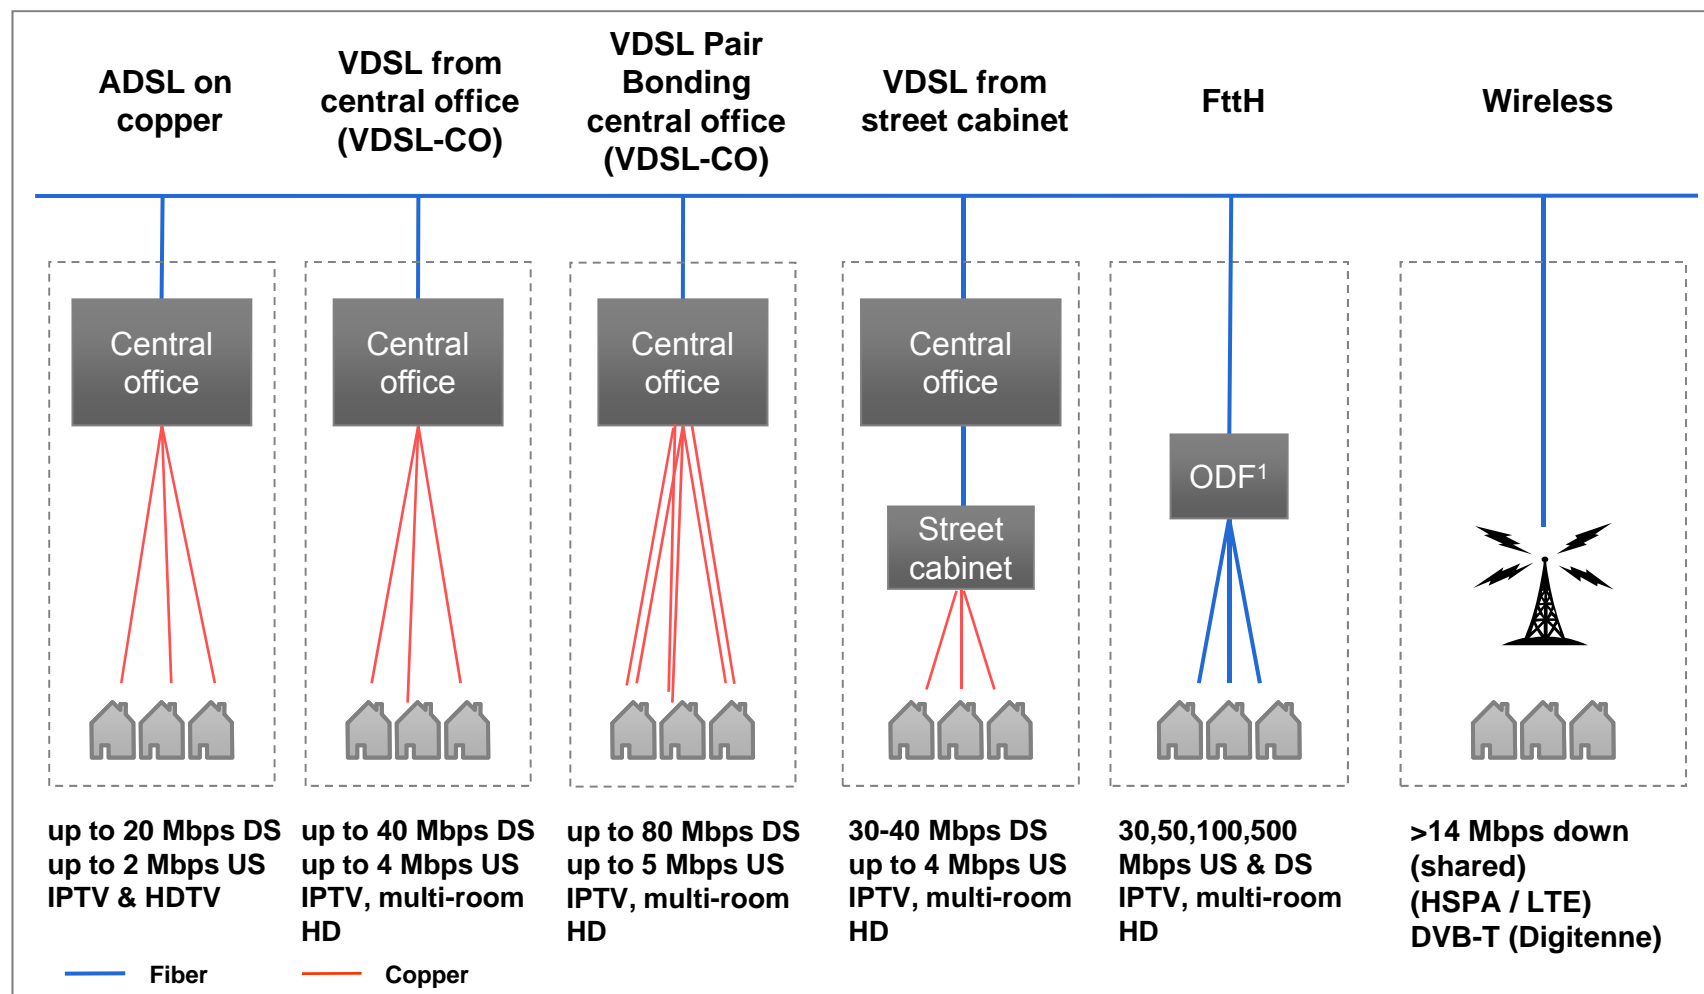 ADSL on
copper
VDSL from
central office
(VDSL-CO)
VDSL Pair
Bonding
central office
(VDSL-CO)
VDSL from
street cabinet
FttH
Wireless
Central
office
Central
office
Central
office
Central
office
Street
cabinet
ODF¹
up to 20 Mbps DS
up to 2 Mbps US
IPTV & HDTV
up to 40 Mbps DS
up to 4 Mbps US
IPTV, multi-room
HD
up to 80 Mbps DS
up to 5 Mbps US
IPTV, multi-room
HD
30-40 Mbps DS
up to 4 Mbps US
IPTV, multi-room
HD
30,50,100,500
Mbps US & DS
IPTV, multi-room
HD
>14 Mbps down
(shared)
(HSPA / LTE)
DVB-T (Digitenne)
Fiber
Copper